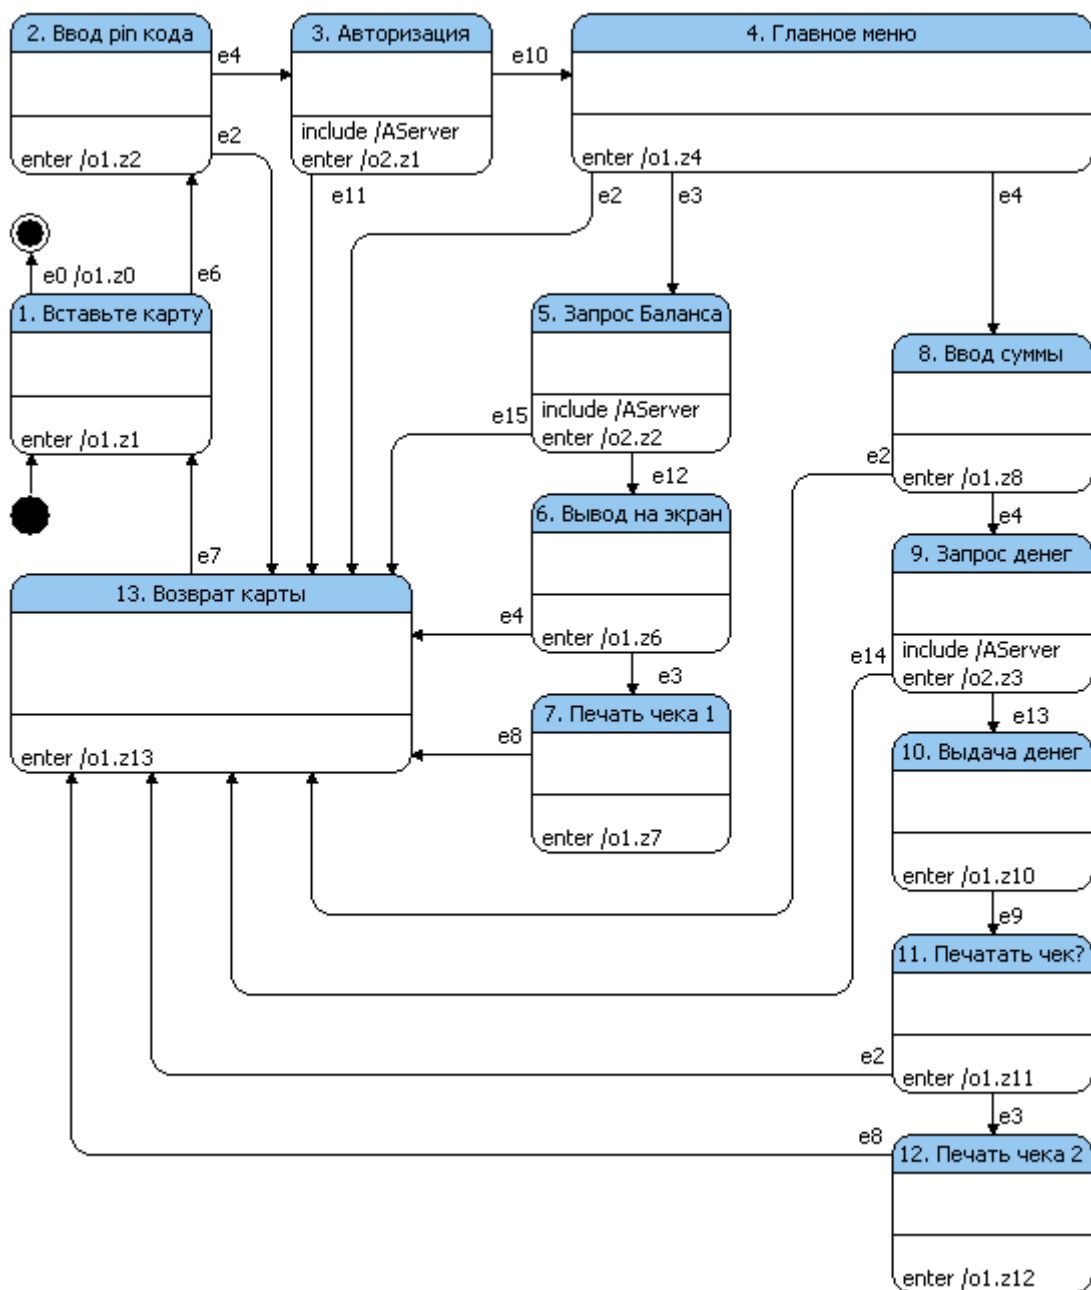 2. Ввод pin кода
enter /o1.z2
e4
e2
3. Авторизация
include /AServer
enter /o2.z1
e10
e11
4. Главное меню
enter /o1.z4
e2
e3
e4
e0 /o1.z0
e6
1. Вставьте карту
enter /o1.z1
e7
5. Запрос Баланса
include /AServer
enter /o2.z2
e15
e12
8. Ввод суммы
enter /o1.z8
e2
e4
6. Вывод на экран
enter /o1.z6
e4
e3
9. Запрос денег
include /AServer
enter /o2.z3
e14
e13
13. Возврат карты
enter /o1.z13
7. Печать чека 1
enter /o1.z7
e8
10. Выдача денег
enter /o1.z10
e9
11. Печатать чек?
enter /o1.z11
e2
e3
12. Печать чека 2
enter /o1.z12
e8